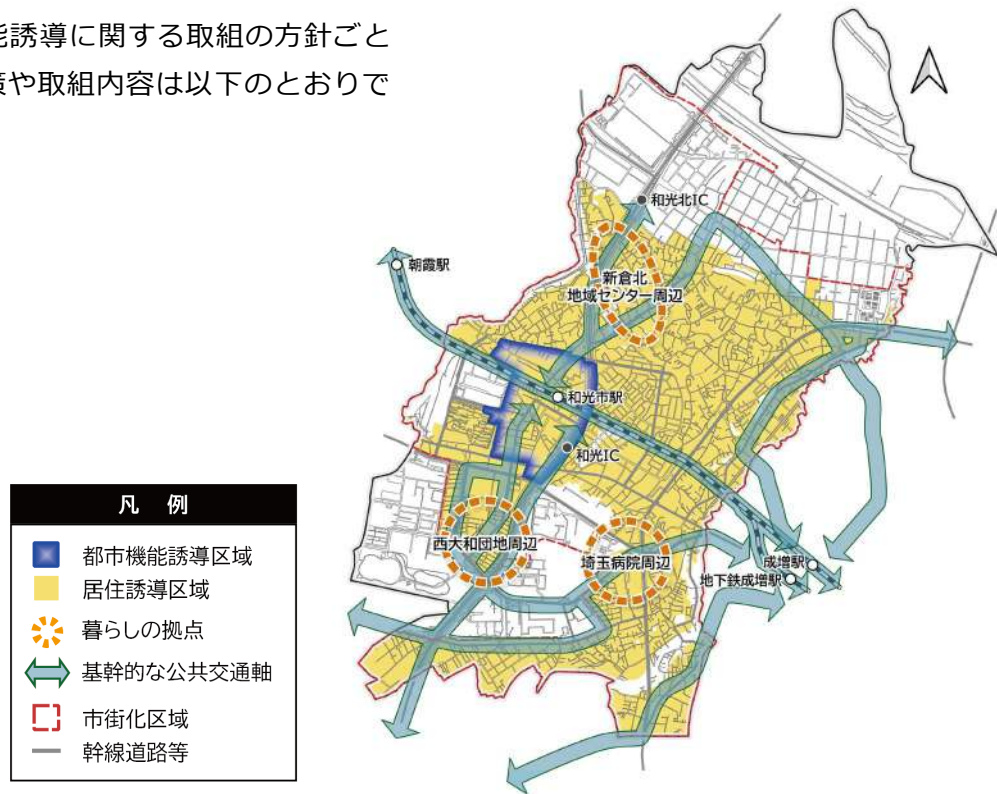 能誘導に関する取組の方針ごと
策や取組内容は以下のとおりで
和光北IC
朝霞駅
新倉北
地域センター周辺
和光市駅
和光IC
西大和団地周辺
埼玉病院周辺
成増駅
地下鉄成増駅
凡 例
都市機能誘導区域
居住誘導区域
暮らしの拠点
基幹的な公共交通軸
市街化区域
幹線道路等